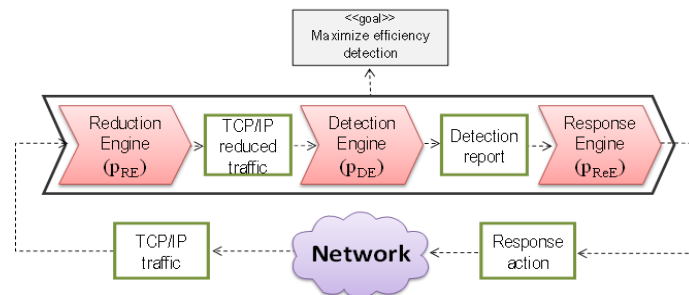 <<goal>>
Maximize efficiency
detection
Reduction
Engine
(pRE)
TCP/IP
reduced
traffic
Detection
Engine
(pDE)
Detection
report
Response
Engine
(pReE)
TCP/IP
traffic
Network
Response
action